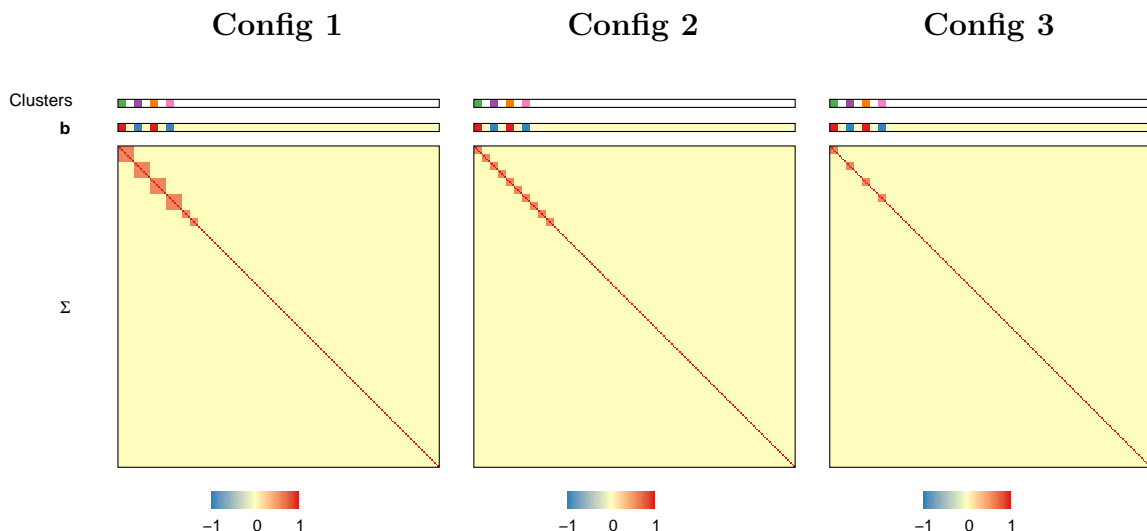 Config 1 Config 2 Config 3
Clusters
b
Σ
−1 0 1 −1 0 1 −1 0 1